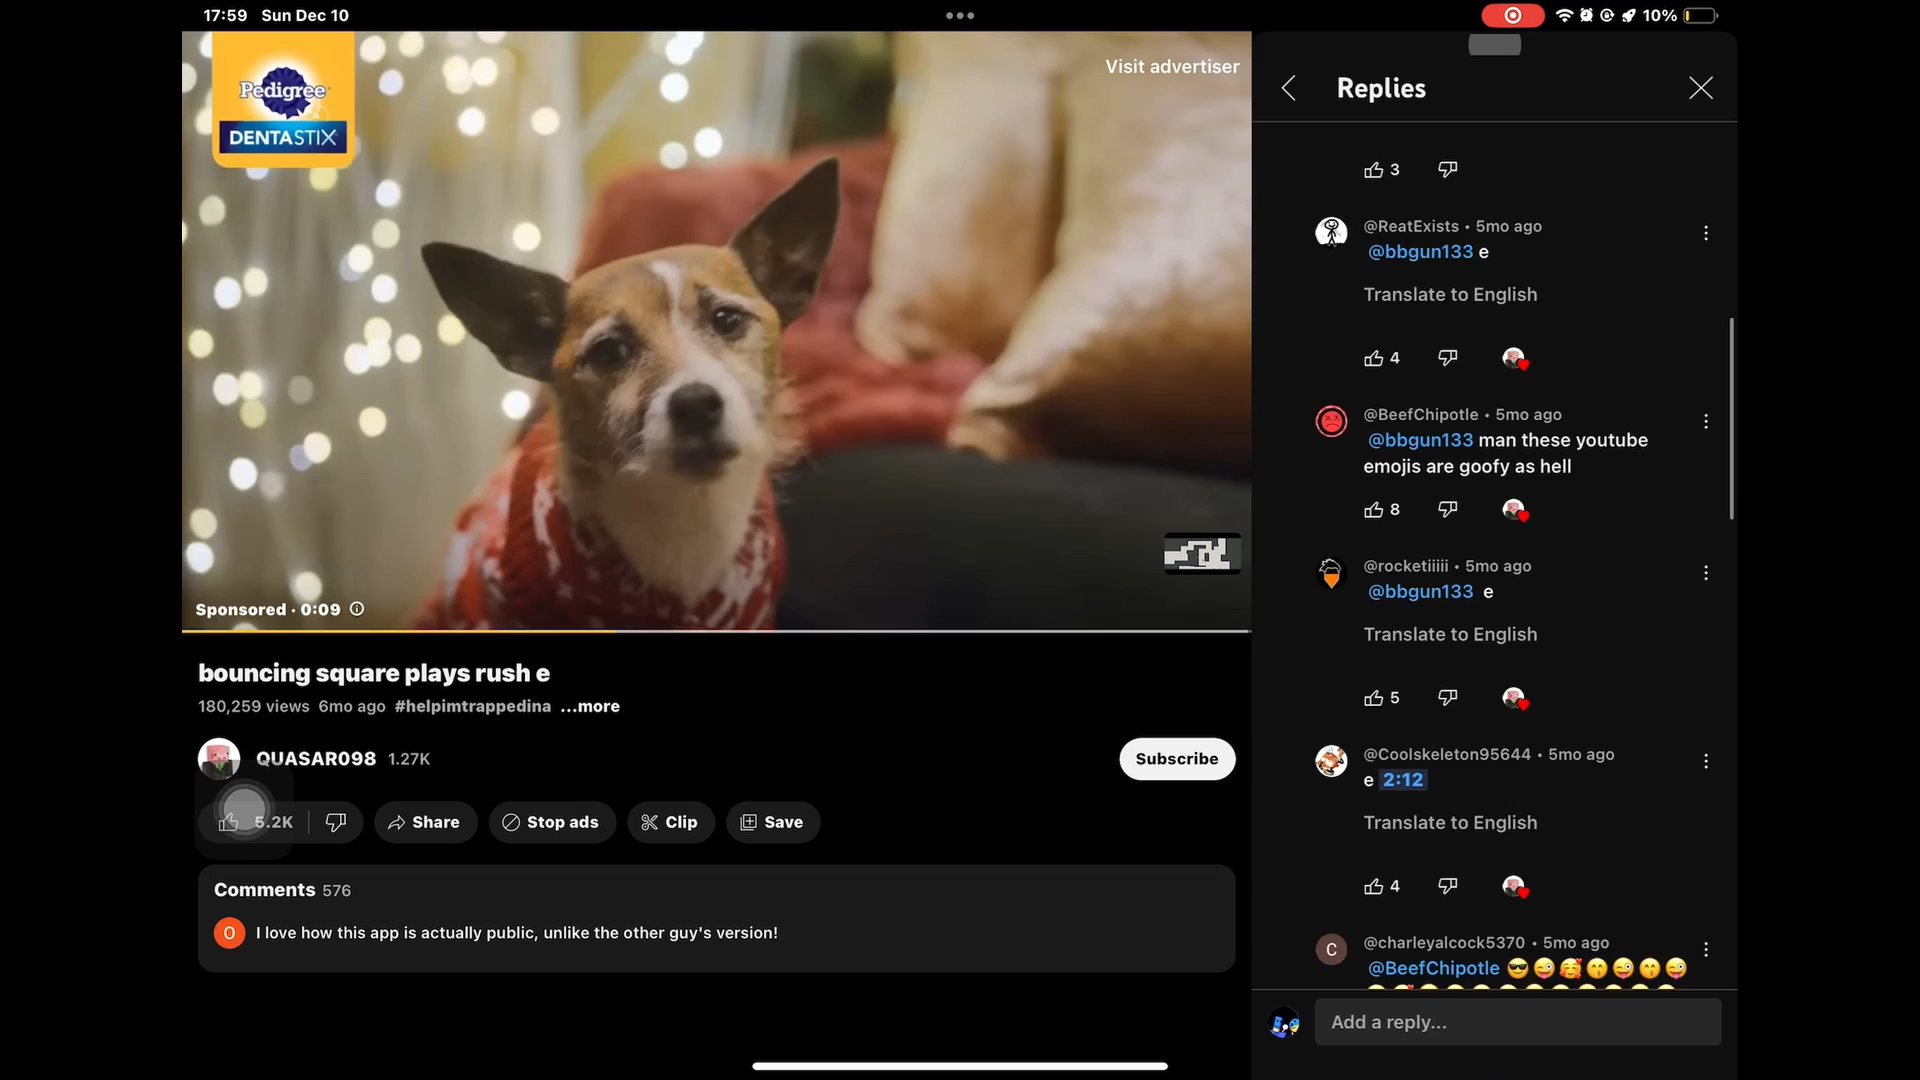 17:59 Sun Dec 10
10%
Pedigree
DENTASTIX
Visit advertiser
Sponsored · 0:09
bouncing square plays rush e
180,259 views 6mo ago #helpimtrappedina ...more
QUASAR098 1.27K
Subscribe
5.2K
Share
Stop ads
Clip
Save
Comments 576
O
I love how this app is actually public, unlike the other guy's version!
Replies
3
@ReatExists • 5mo ago
@bbgun133 e
Translate to English
4
@BeefChipotle • 5mo ago
@bbgun133 man these youtube
emojis are goofy as hell
8
@rocketiiiii • 5mo ago
@bbgun133 e
Translate to English
5
@Coolskeleton95644 • 5mo ago
e 2:12
Translate to English
4
C
@charleyalcock5370 • 5mo ago
@BeefChipotle 😎😜🥰😙😜😙😜
Add a reply...